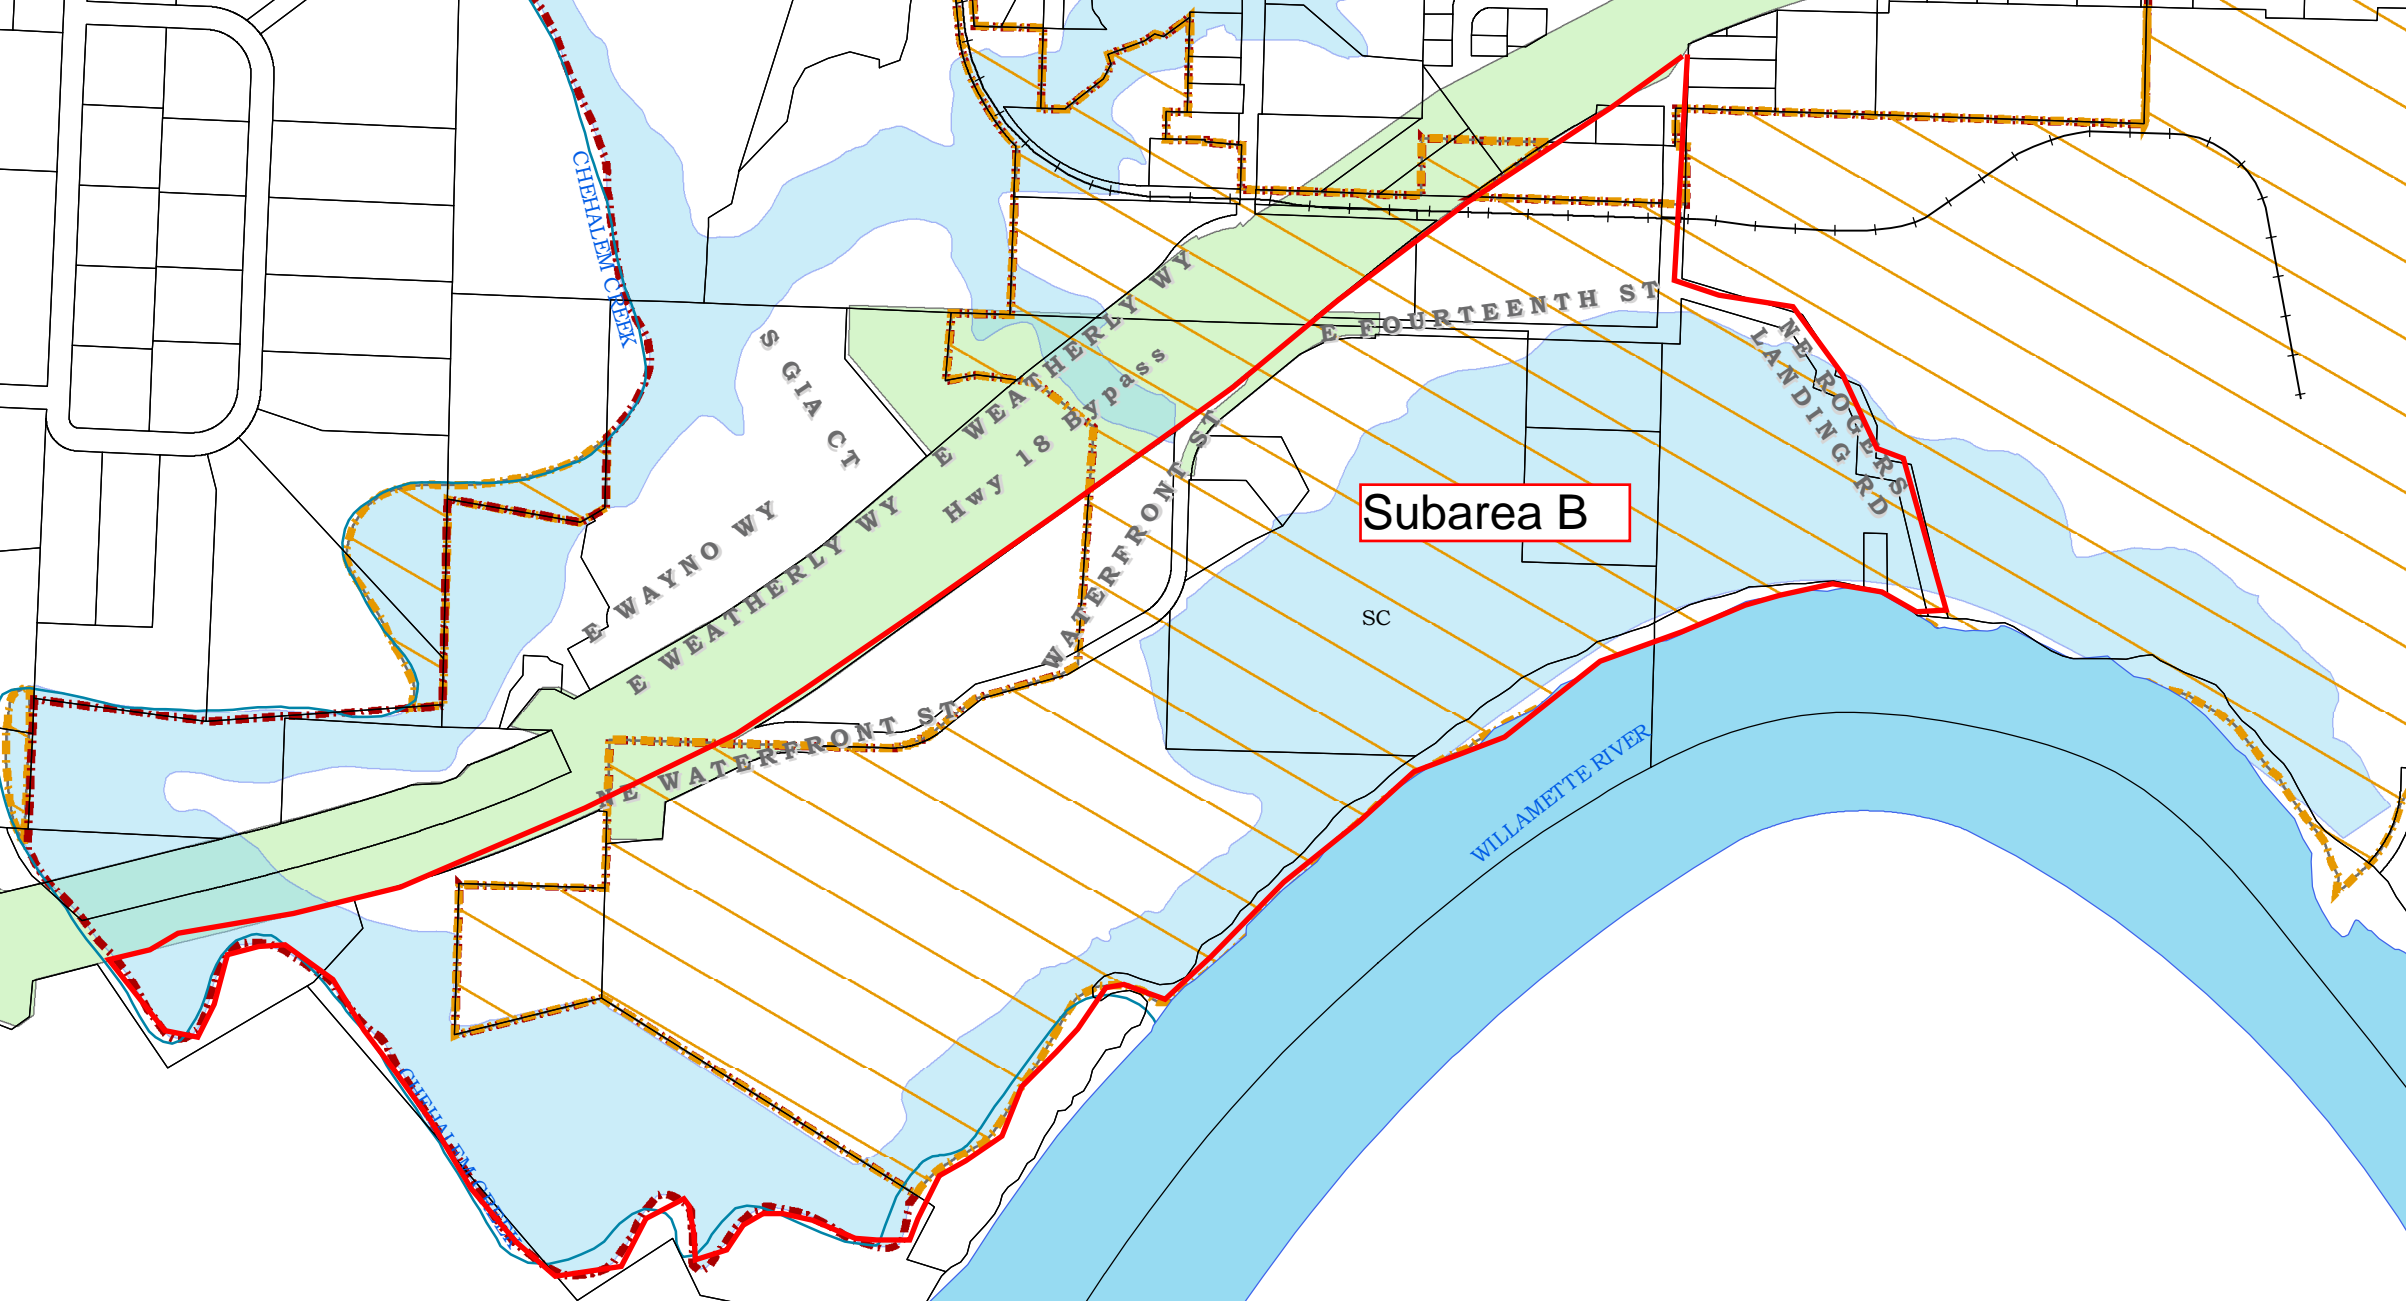 CHEHALEM CREEK
E WEATHERLY WY
E FOURTEENTH ST
NE ROGERS
LANDING RD
S GIA CT
Hwy 18 Bypass
E WAYNO WY
E WEATHERLY WY
WATERFRONT ST
Subarea B
SC
NE WATERFRONT ST
WILLAMETTE RIVER
CHEHALEM CREEK